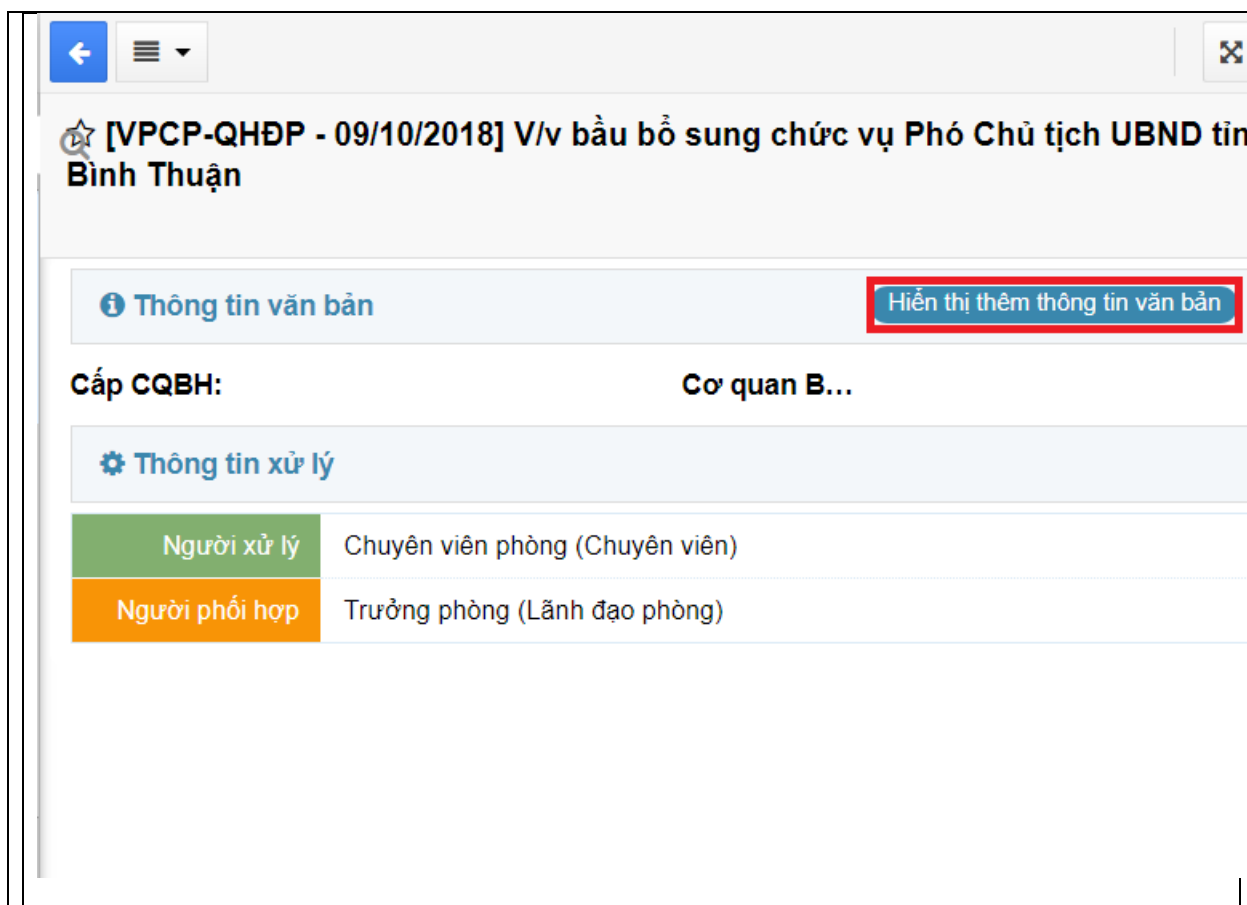 [VPCP-QHĐP - 09/10/2018] V/v bầu bổ sung chức vụ Phó Chủ tịch UBND tỉn
Bình Thuận
Thông tin văn bản
Hiển thị thêm thông tin văn bản
Cấp CQBH:
Cơ quan B...
Thông tin xử lý
Người xử lý
Chuyên viên phòng (Chuyên viên)
Người phối hợp
Trưởng phòng (Lãnh đạo phòng)